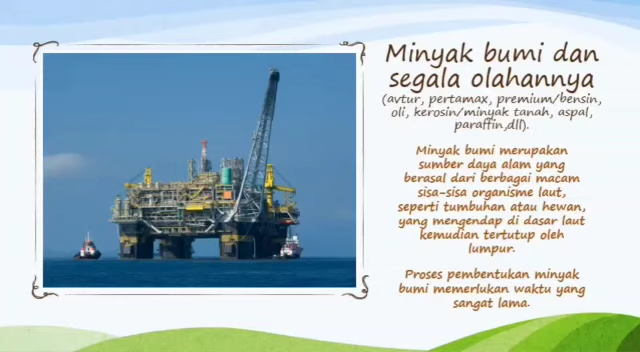 Minyak bumi dan
segala olahannya
(avtur, pertamax, premium/bensin,
oli, kerosin/minyak tanah, aspal,
paraffin,dll).
Minyak bumi merupakan
sumber daya alam yang
berasal dari berbagai macam
sisa-sisa organisme laut,
seperti tumbuhan atau hewan,
yang mengendap di dasar laut
kemudian tertutup oleh
lumpur.
Proses pembentukan minyak
bumi memerlukan waktu yang
sangat lama.